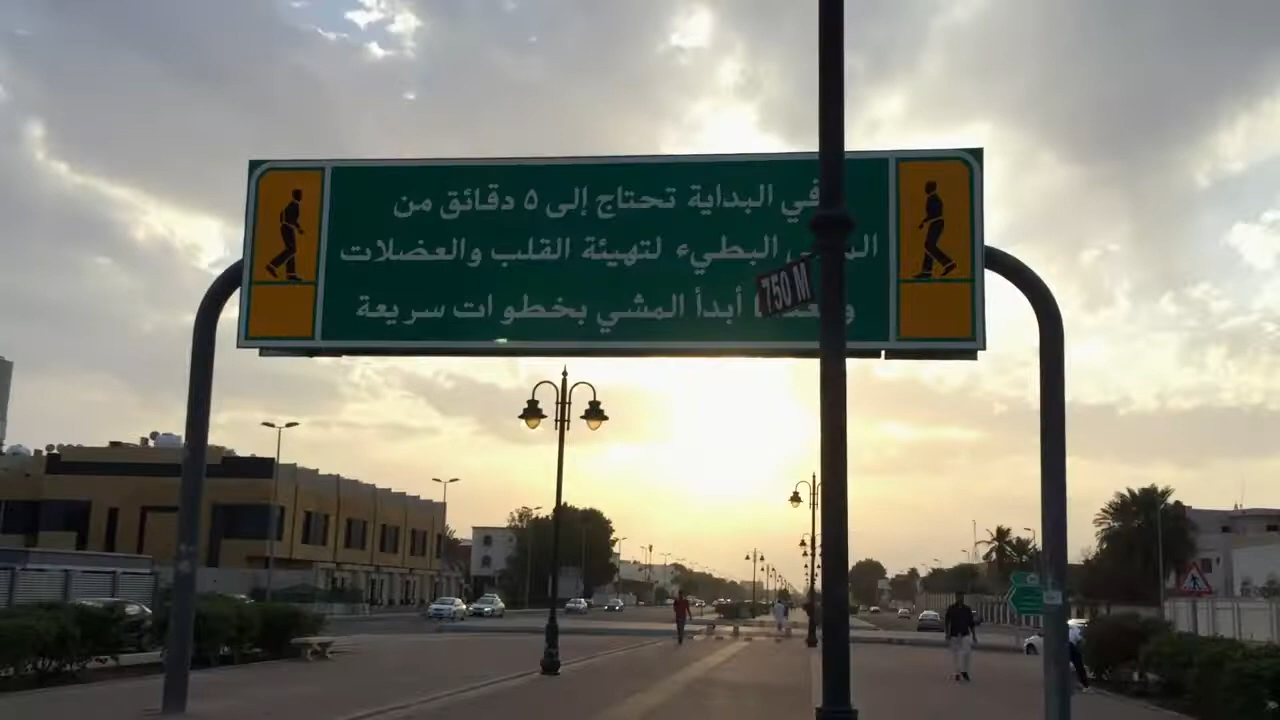 في البداية تحتاج إلى ٥ دقائق من
البطيء لتهيئة القلب والعضلات
أبدأ المشي بخطوات سريعة
750 M